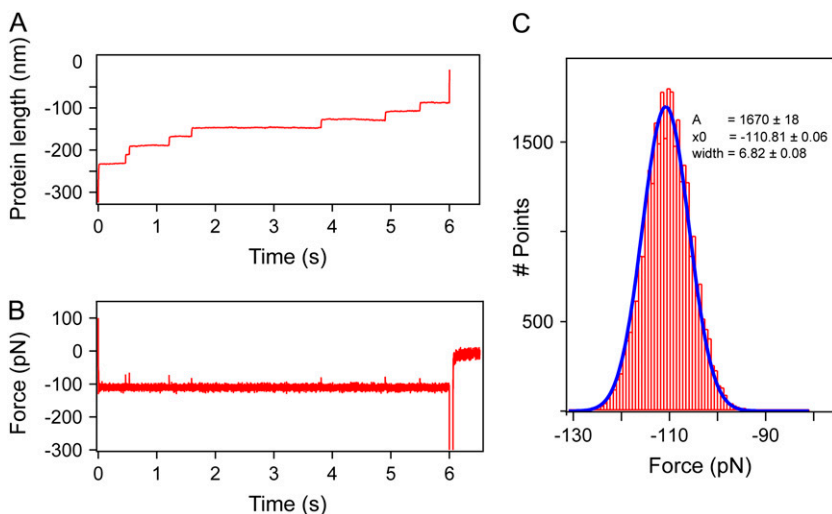 A
Protein length (nm)
0
-100
-200
-300
0 1 2 3 4 5 6
Time (s)
B
Force (pN)
100
0
-100
-200
-300
0 1 2 3 4 5 6
Time (s)
C
# Points
1500
500
A = 1670 ± 18
x0 = -110.81 ± 0.06
width = 6.82 ± 0.08
-130 -110 -90
Force (pN)